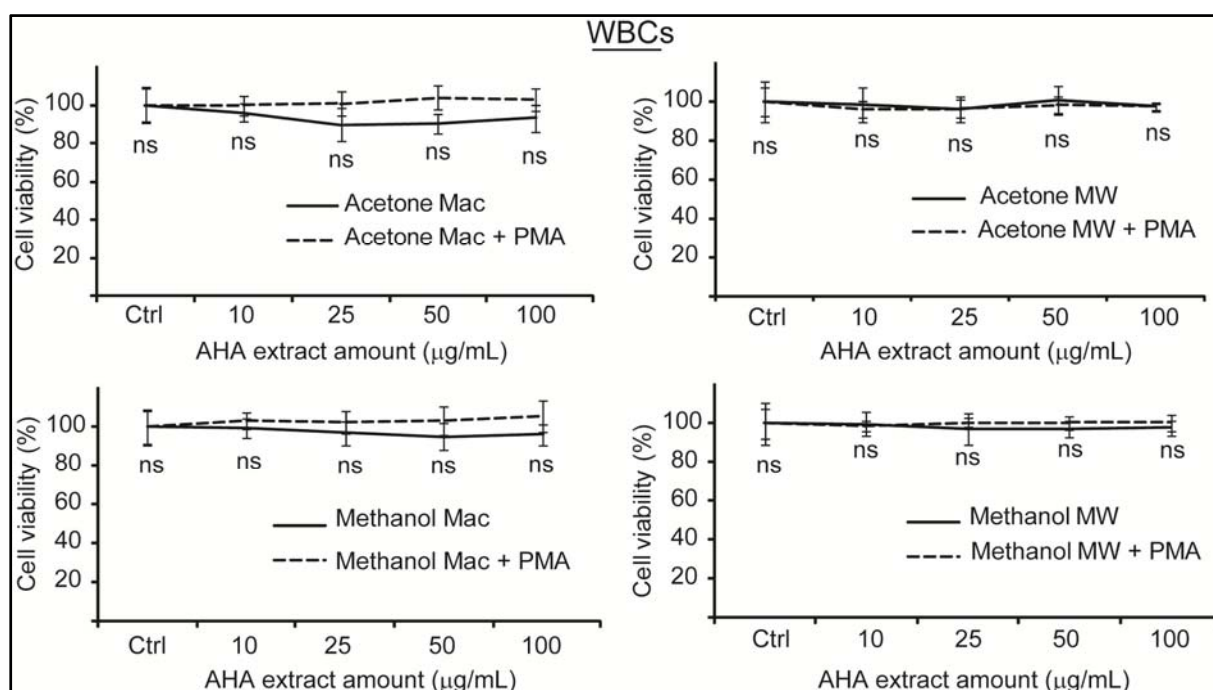 WBCs
Cell viability (%)
100
80
60
40
20
ns ns ns ns ns
Acetone Mac
Acetone Mac + PMA
Ctrl 10 25 50 100
AHA extract amount (μg/mL)
Cell viability (%)
100
80
60
40
20
ns ns ns ns ns
Acetone MW
Acetone MW + PMA
Ctrl 10 25 50 100
AHA extract amount (μg/mL)
Cell viability (%)
100
80
60
40
20
ns ns ns ns ns
Methanol Mac
Methanol Mac + PMA
Ctrl 10 25 50 100
AHA extract amount (μg/mL)
Cell viability (%)
100
80
60
40
20
ns ns ns ns ns
Methanol MW
Methanol MW + PMA
Ctrl 10 25 50 100
AHA extract amount (μg/mL)